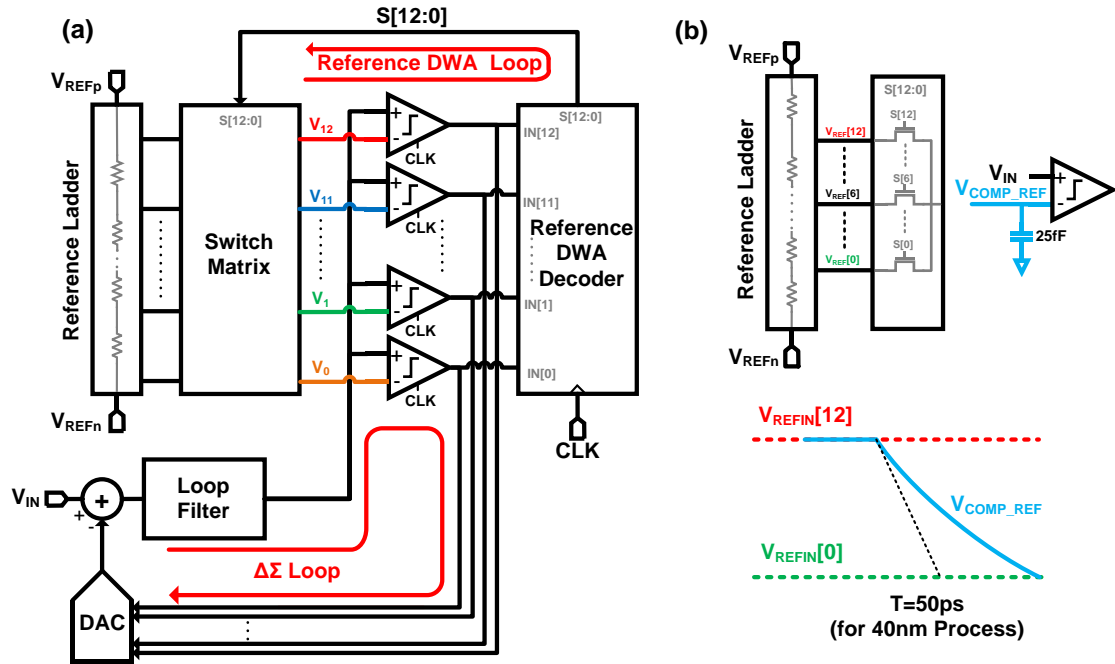 (a)
S[12:0]
Reference DWA Loop
VREFp
Reference Ladder
VREFn
S[12:0]
Switch
Matrix
V12
V11
V1
V0
+
-
CLK
+
-
CLK
+
-
CLK
+
-
CLK
S[12:0]
IN[12]
IN[11]
Reference
DWA
Decoder
IN[1]
IN[0]
CLK
VIN
+
+
-
Loop
Filter
ΔΣ Loop
DAC
(b)
VREFp
Reference Ladder
VREFn
S[12:0]
VREF[12]
S[12]
VREF[6]
S[6]
VREF[0]
S[0]
VIN
VCOMP_REF
+
-
25fF
VREFIN[12]
VCOMP_REF
VREFIN[0]
T=50ps
(for 40nm Process)